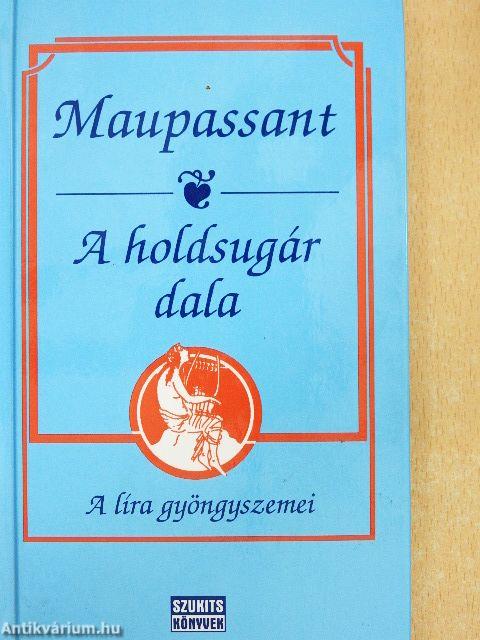 Maupassant
A holdsugár
dala
A líra gyöngyszemei
SZUKITS
KÖNYVEK
Antikvárium.hu